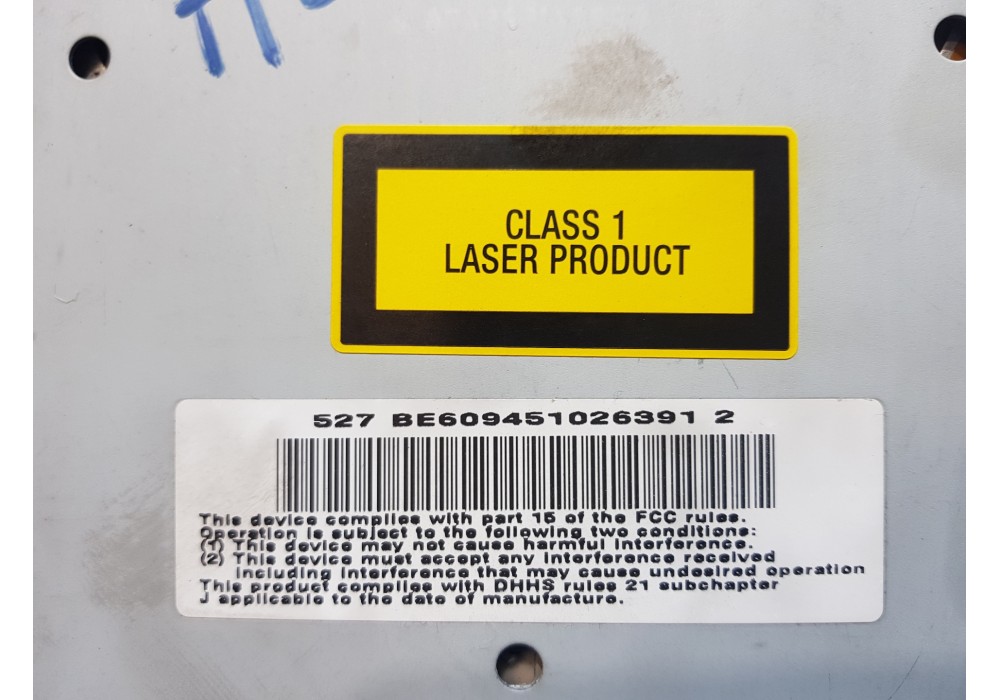 CLASS 1
LASER PRODUCT
527 BE609451026391 2
This device complies with part 15 of the FCC rules.
Operation is subject to the following two conditions:
(1) This device may not cause harmful interference.
(2) This device must accept any interference received
including interference that may cause undesired operation
This product complies with DHHS rules 21 subchapter
J applicable to the date of manufacture.